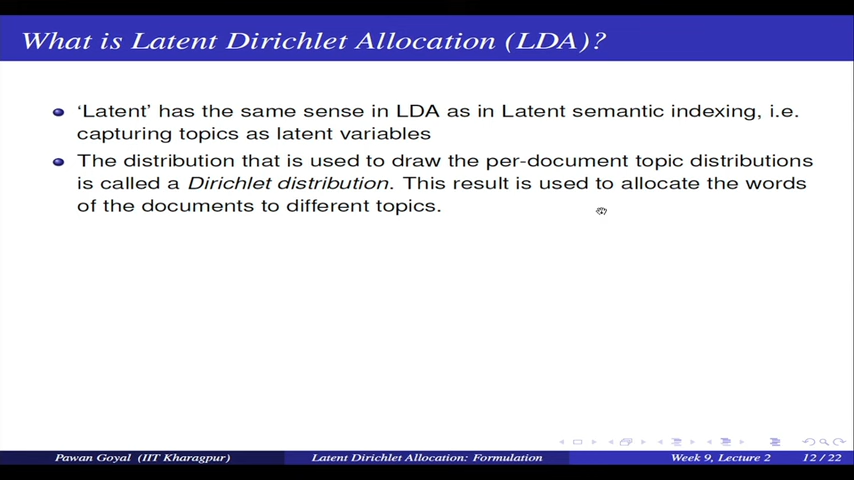 What is Latent Dirichlet Allocation (LDA)?
‘Latent’ has the same sense in LDA as in Latent semantic indexing, i.e.
capturing topics as latent variables
The distribution that is used to draw the per-document topic distributions
is called a Dirichlet distribution. This result is used to allocate the words
of the documents to different topics.
Pawan Goyal (IIT Kharagpur) Latent Dirichlet Allocation: Formulation Week 9, Lecture 2 12 / 22